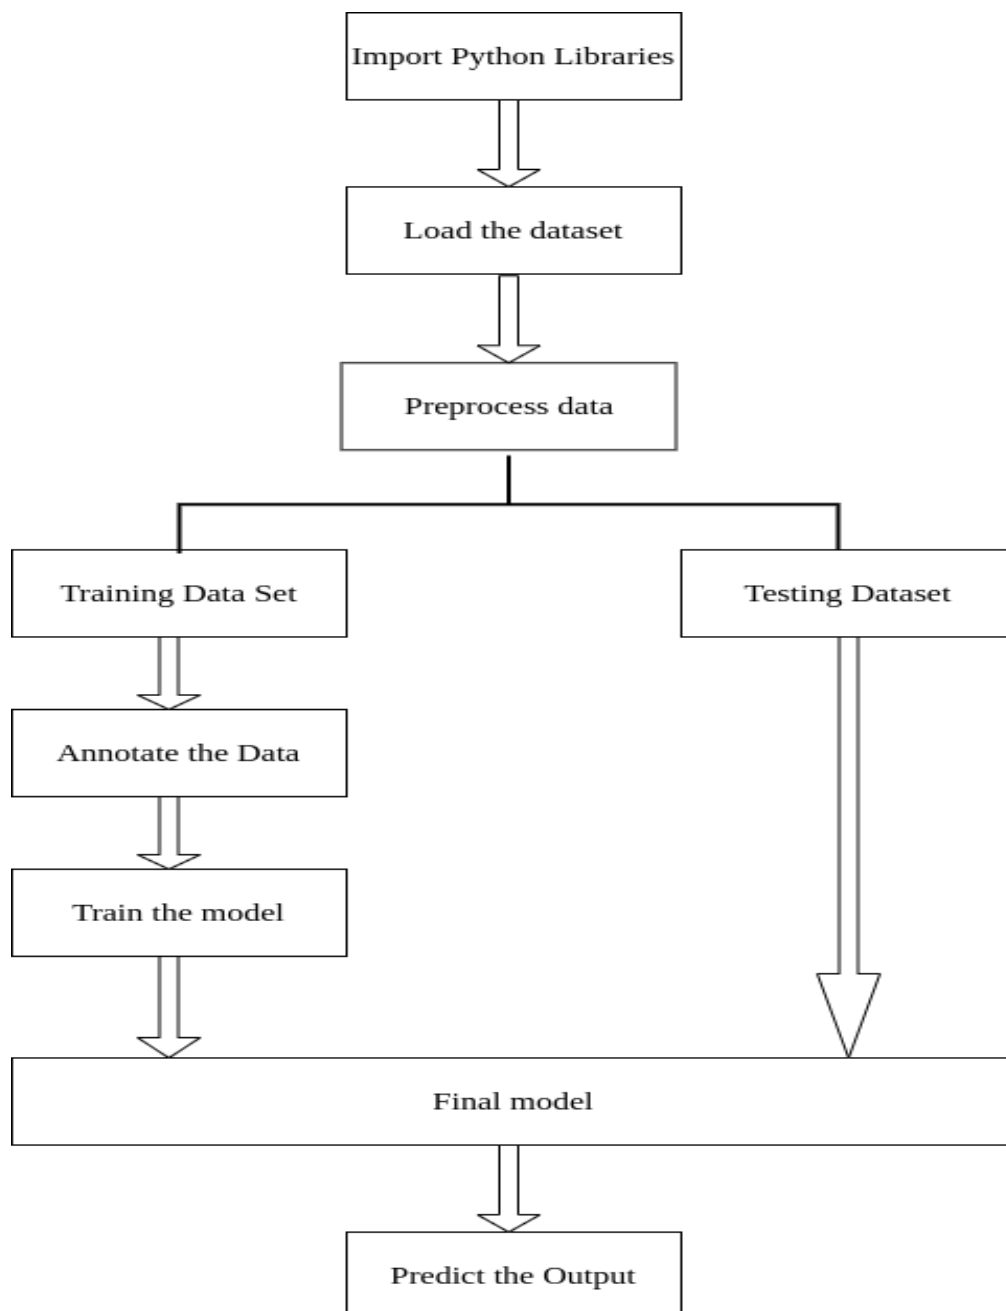 Import Python Libraries
Load the dataset
Preprocess data
Training Data Set
Testing Dataset
Annotate the Data
Train the model
Final model
Predict the Output